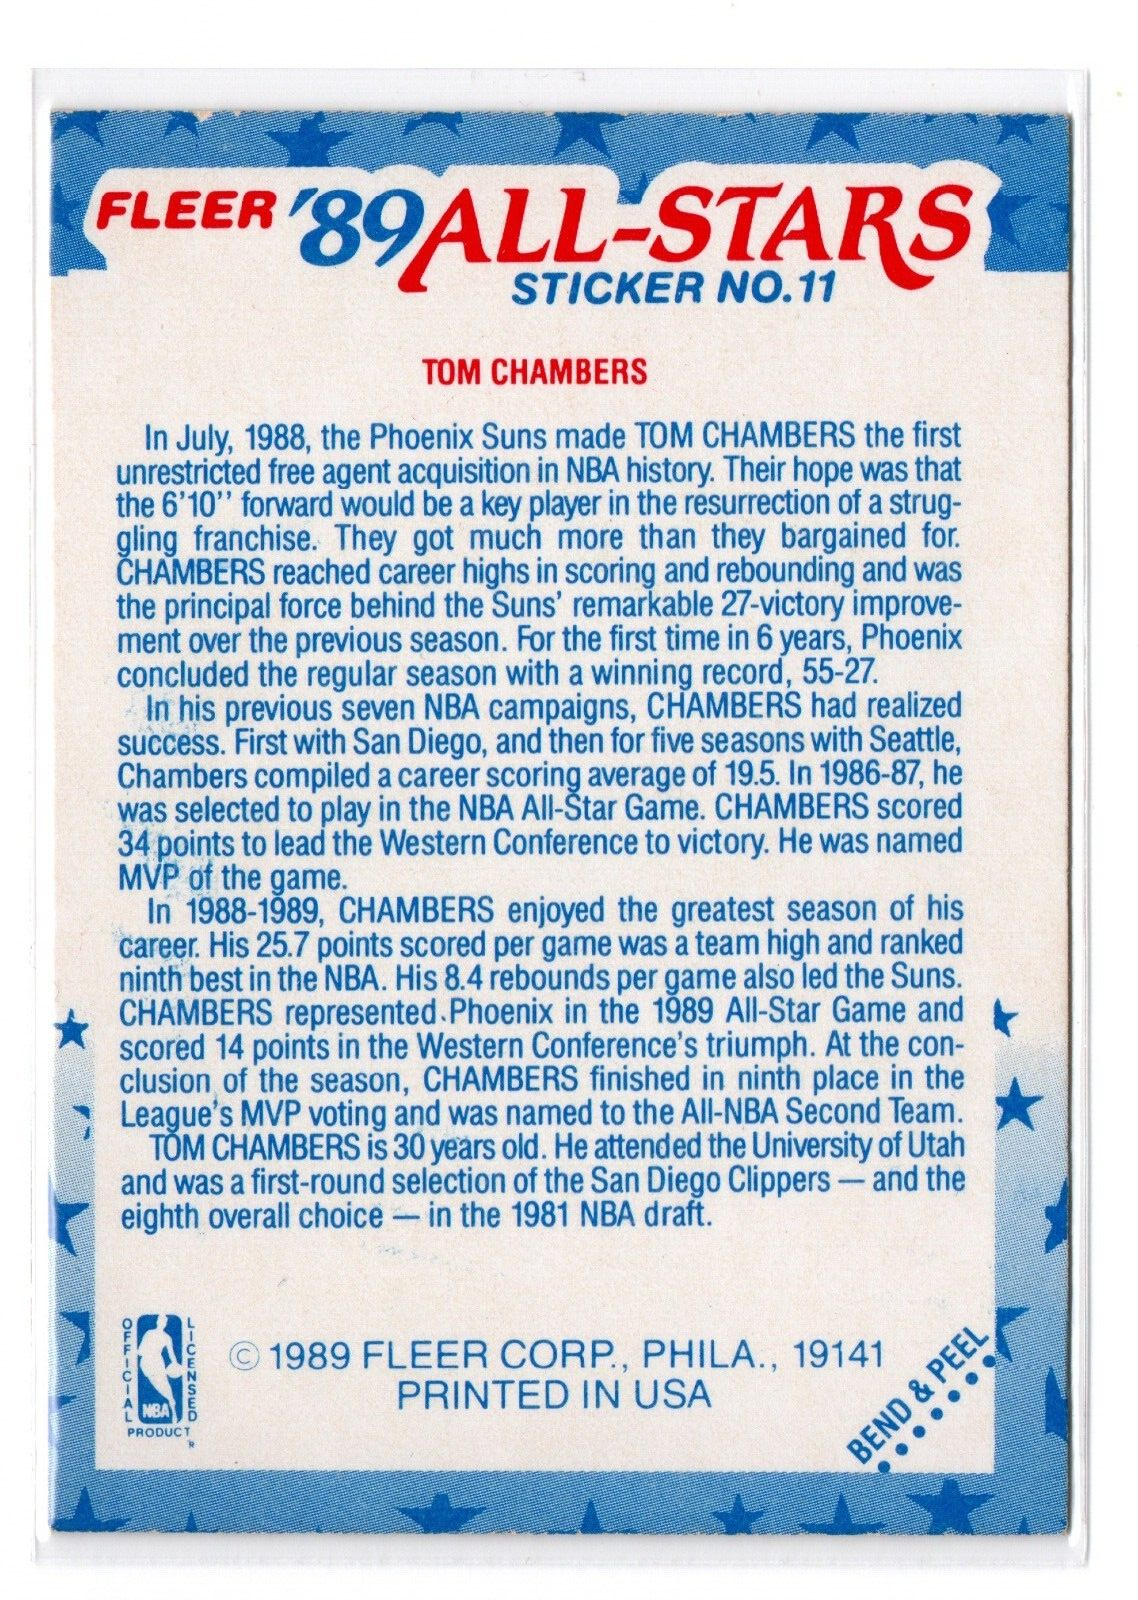 FLEER '89 ALL-STARS
STICKER NO. 11
TOM CHAMBERS
In July, 1988, the Phoenix Suns made TOM CHAMBERS the first
unrestricted free agent acquisition in NBA history. Their hope was that
the 6'10'' forward would be a key player in the resurrection of a strug-
gling franchise. They got much more than they bargained for.
CHAMBERS reached career highs in scoring and rebounding and was
the principal force behind the Suns' remarkable 27-victory improve-
ment over the previous season. For the first time in 6 years, Phoenix
concluded the regular season with a winning record, 55-27.
In his previous seven NBA campaigns, CHAMBERS had realized
success. First with San Diego, and then for five seasons with Seattle,
Chambers compiled a career scoring average of 19.5. In 1986-87, he
was selected to play in the NBA All-Star Game. CHAMBERS scored
34 points to lead the Western Conference to victory. He was named
MVP of the game.
In 1988-1989, CHAMBERS enjoyed the greatest season of his
career. His 25.7 points scored per game was a team high and ranked
ninth best in the NBA. His 8.4 rebounds per game also led the Suns.
CHAMBERS represented Phoenix in the 1989 All-Star Game and
scored 14 points in the Western Conference's triumph. At the con-
clusion of the season, CHAMBERS finished in ninth place in the
League's MVP voting and was named to the All-NBA Second Team.
TOM CHAMBERS is 30 years old. He attended the University of Utah
and was a first-round selection of the San Diego Clippers — and the
eighth overall choice — in the 1981 NBA draft.
OFFICIAL
LICENSED
NBA
PRODUCT
R
© 1989 FLEER CORP., PHILA., 19141
PRINTED IN USA
BEND & PEEL